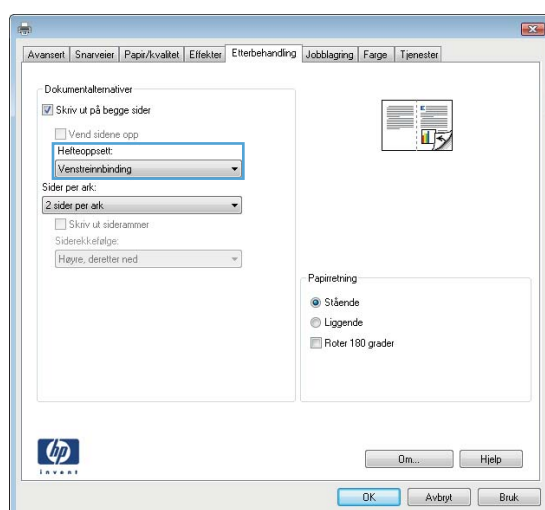 Avansert Snarveier Papir/kvalitet Effekter Etterbehandling Jobblagring Farge Tjenester
Dokumentalternativer
Skriv ut på begge sider
Vend sidene opp
Hefteoppsett:
Venstreinnbinding
Sider per ark:
2 sider per ark
Skriv ut siderammer
Siderekkefølge:
Høyre, deretter ned
Papirretning
Stående
Liggende
Roter 180 grader
hp
invent
Om... Hjelp
OK Avbryt Bruk